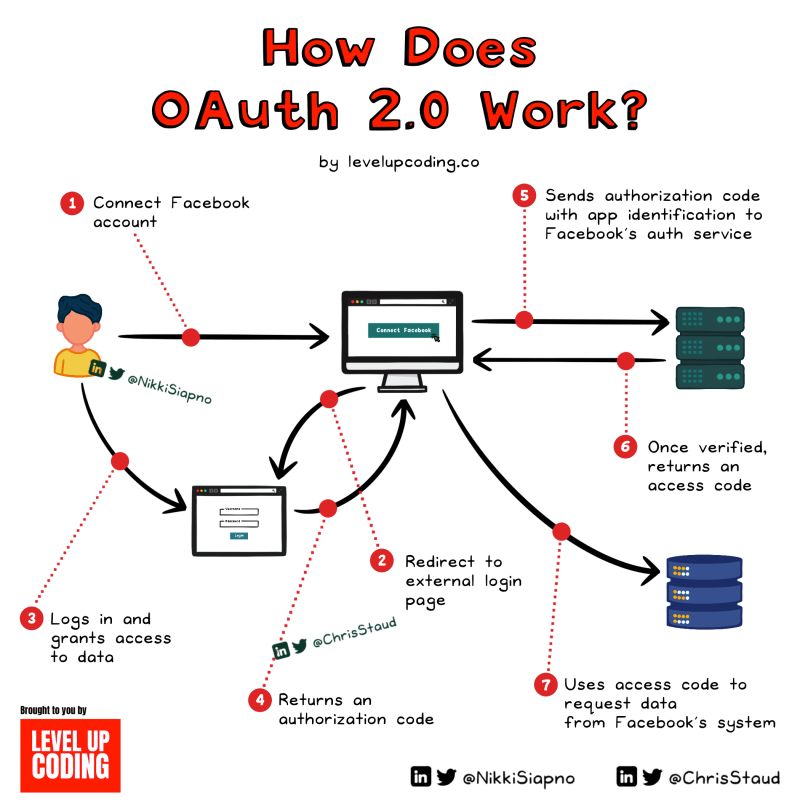 How Does
OAuth 2.0 Work?
by levelupcoding.co
1
Connect Facebook
account
5
Sends authorization code
with app identification to
Facebook's auth service
Connect Facebook
in @NikkiSiapno
6
Once verified,
returns an
access code
Username
Password
Login
2
Redirect to
external login
page
3
Logs in and
grants access
to data
in @ChrisStaud
4
Returns an
authorization code
7
Uses access code to
request data
from Facebook's system
Brought to you by
LEVEL UP
CODING
in @NikkiSiapno
in @ChrisStaud